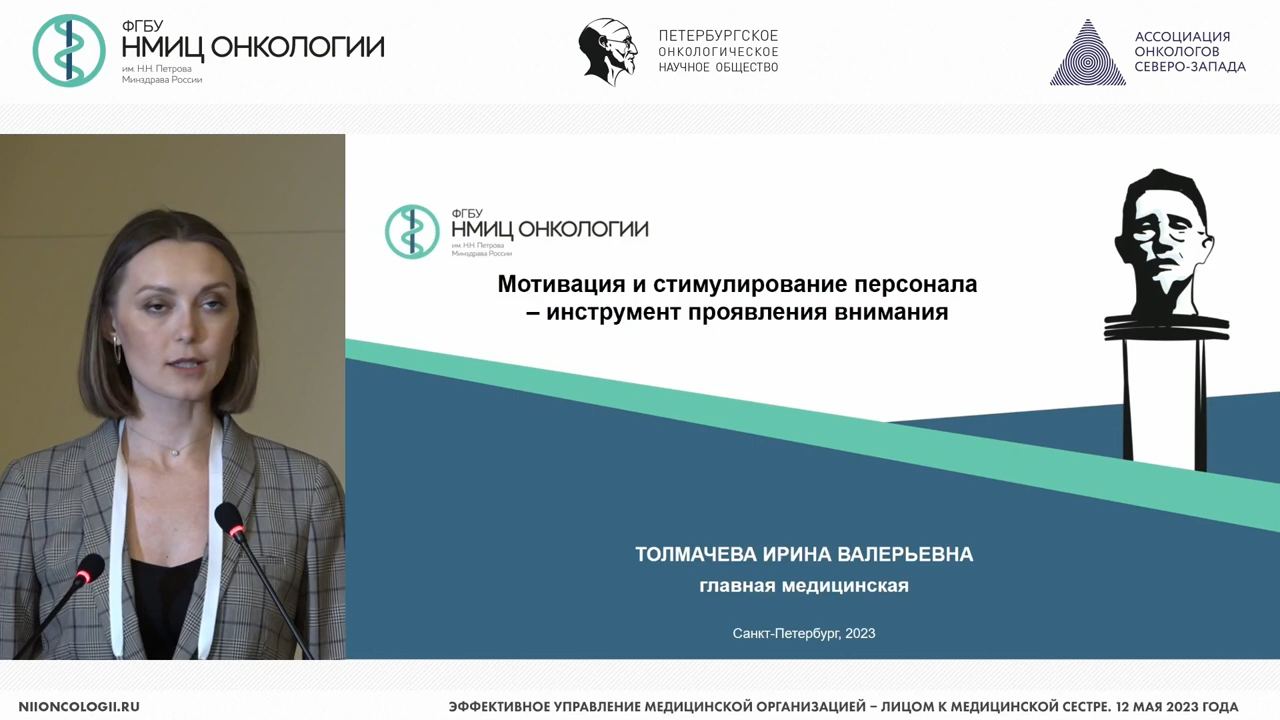 ФГБУ
НМИЦ ОНКОЛОГИИ
им. Н.Н. Петрова
Минздрава России
ПЕТЕРБУРГСКОЕ
ОНКОЛОГИЧЕСКОЕ
НАУЧНОЕ ОБЩЕСТВО
АССОЦИАЦИЯ
ОНКОЛОГОВ
СЕВЕРО-ЗАПАДА
ФГБУ
НМИЦ ОНКОЛОГИИ
им. Н.Н. Петрова
Минздрава России
Мотивация и стимулирование персонала
– инструмент проявления внимания
ТОЛМАЧЕВА ИРИНА ВАЛЕРЬЕВНА
главная медицинская
Санкт-Петербург, 2023
NIIONCOLOGII.RU
ЭФФЕКТИВНОЕ УПРАВЛЕНИЕ МЕДИЦИНСКОЙ ОРГАНИЗАЦИЕЙ – ЛИЦОМ К МЕДИЦИНСКОЙ СЕСТРЕ. 12 МАЯ 2023 ГОДА